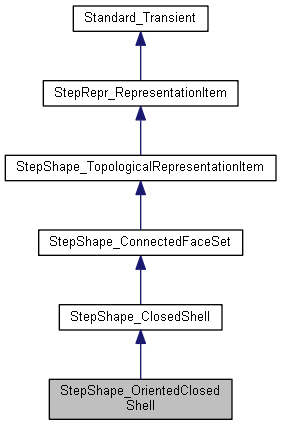 Standard_Transient
StepRepr_RepresentationItem
StepShape_TopologicalRepresentationItem
StepShape_ConnectedFaceSet
StepShape_ClosedShell
StepShape_OrientedClosed
Shell